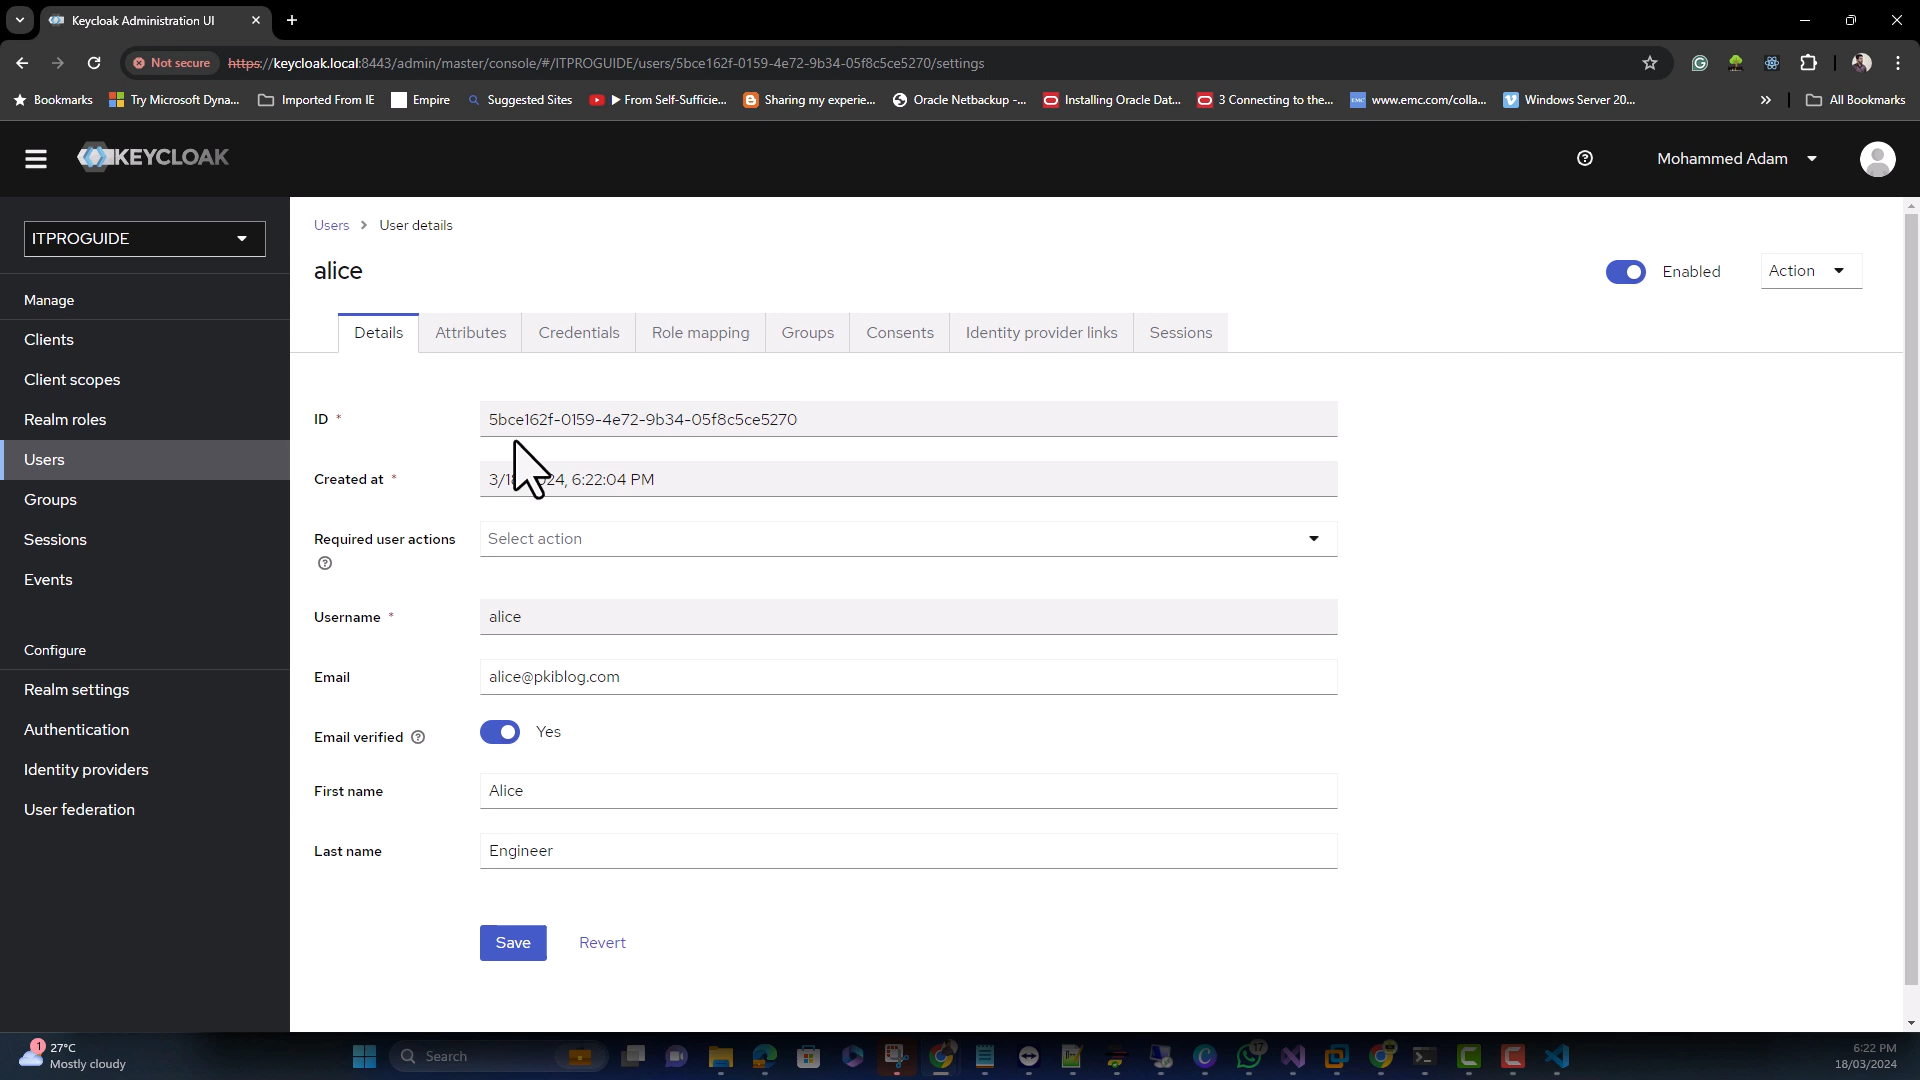 Keycloak Administration UI
Not secure https://keycloak.local:8443/admin/master/console/#/ITPROGUIDE/users/5bce162f-0159-4e72-9b34-05f8c5ce5270/settings
Bookmarks Try Microsoft Dyna... Imported From IE Empire Suggested Sites ▶ From Self-Sufficie... Sharing my experie... Oracle Netbackup -... Installing Oracle Dat... 3 Connecting to the... EMC www.emc.com/colla... Windows Server 20... » All Bookmarks
KEYCLOAK Mohammed Adam
ITPROGUIDE
Manage
Clients
Client scopes
Realm roles
Users
Groups
Sessions
Events
Configure
Realm settings
Authentication
Identity providers
User federation
Users > User details
alice Enabled Action
Details Attributes Credentials Role mapping Groups Consents Identity provider links Sessions
ID * 5bce162f-0159-4e72-9b34-05f8c5ce5270
Created at * 6:22:04 PM
Required user actions Select action
Username * alice
Email alice@pkiblog.com
Email verified Yes
First name Alice
Last name Engineer
Save Revert
1 27°C
Mostly cloudy
Search
17
6:22 PM
18/03/2024